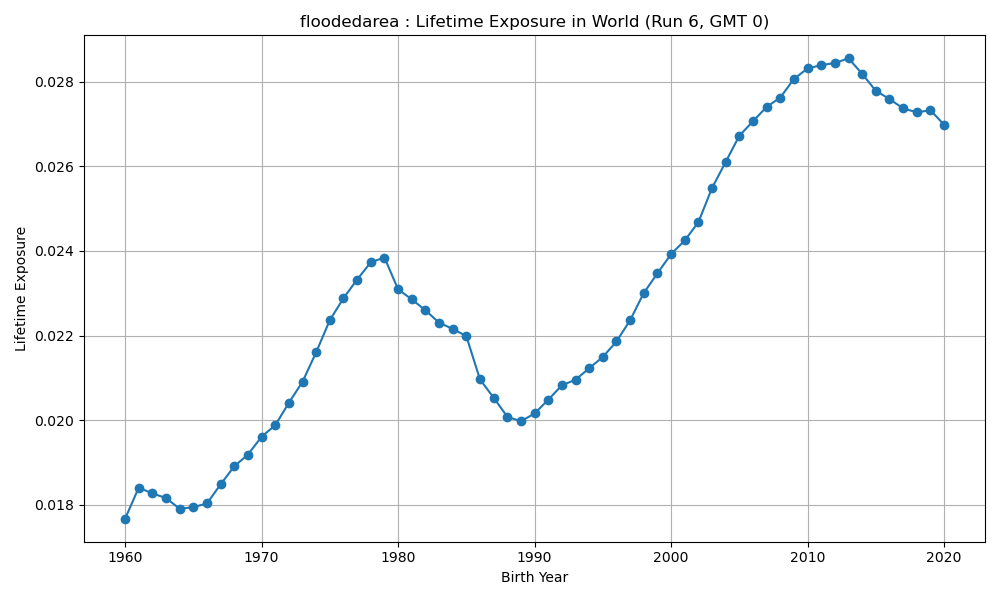 floodedarea : Lifetime Exposure in World (Run 6, GMT 0)
0.028
0.026
0.024
0.022
0.020
0.018
Lifetime Exposure
1960 1970 1980 1990 2000 2010 2020
Birth Year